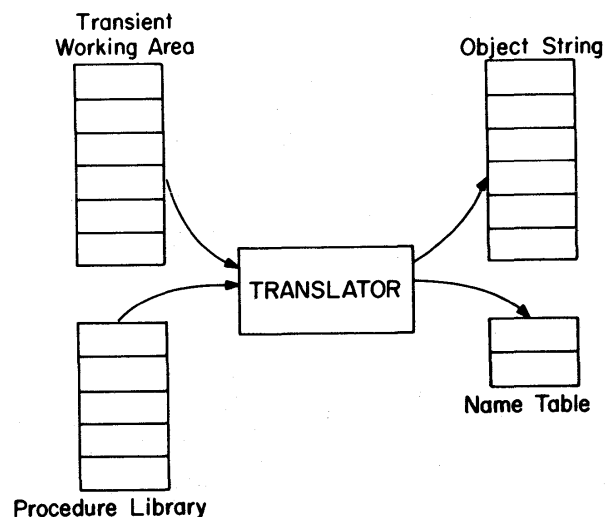 Transient
Working Area
Object String
TRANSLATOR
Name Table
Procedure Library